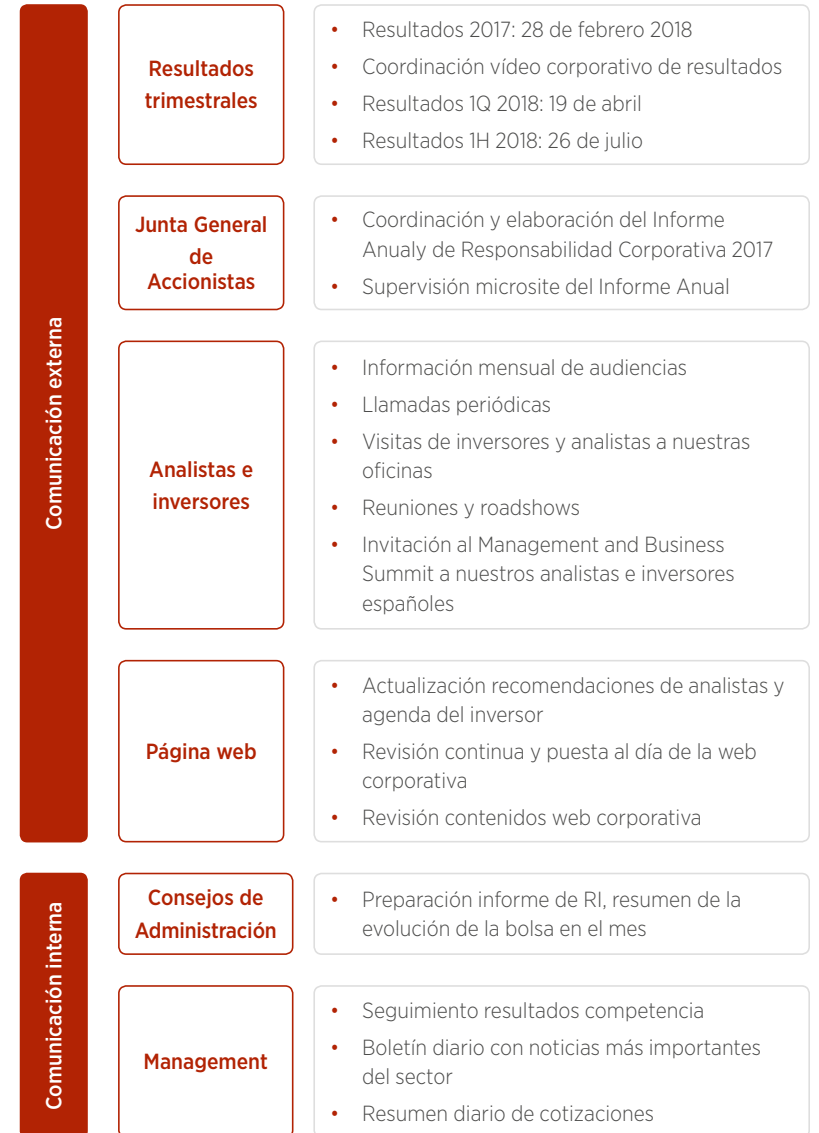 Comunicación externa
Resultados
trimestrales
• Resultados 2017: 28 de febrero 2018
• Coordinación vídeo corporativo de resultados
• Resultados 1Q 2018: 19 de abril
• Resultados 1H 2018: 26 de julio
Junta General
de
Accionistas
• Coordinación y elaboración del Informe
Anualy de Responsabilidad Corporativa 2017
• Supervisión microsite del Informe Anual
Analistas e
inversores
• Información mensual de audiencias
• Llamadas periódicas
• Visitas de inversores y analistas a nuestras
oficinas
• Reuniones y roadshows
• Invitación al Management and Business
Summit a nuestros analistas e inversores
españoles
Página web
• Actualización recomendaciones de analistas y
agenda del inversor
• Revisión continua y puesta al día de la web
corporativa
• Revisión contenidos web corporativa
Comunicación interna
Consejos de
Administración
• Preparación informe de RI, resumen de la
evolución de la bolsa en el mes
Management
• Seguimiento resultados competencia
• Boletín diario con noticias más importantes
del sector
• Resumen diario de cotizaciones